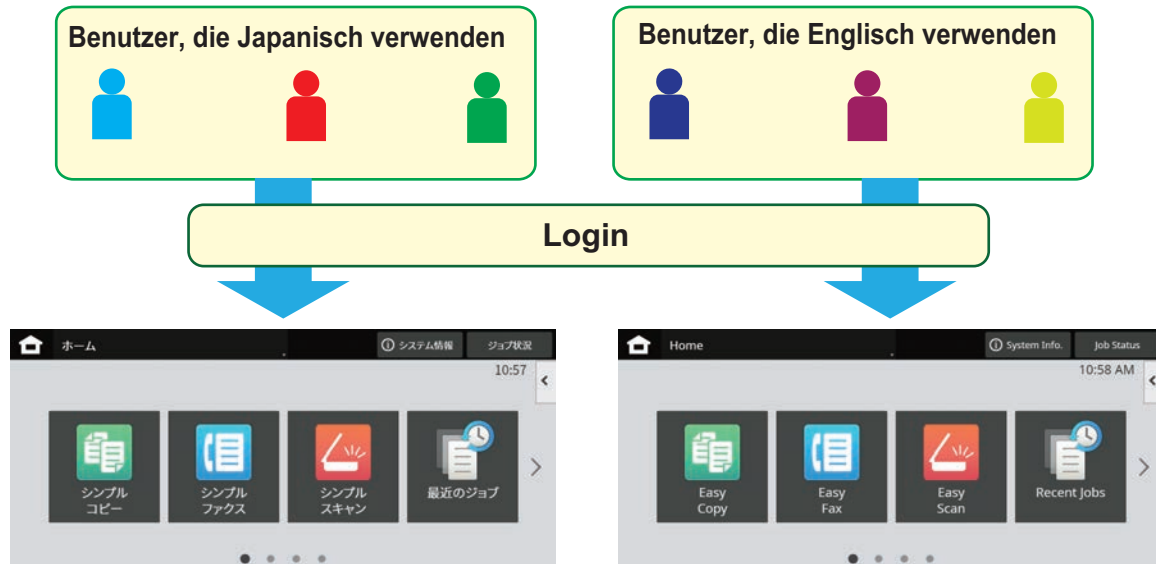 Benutzer, die Japanisch verwenden
Benutzer, die Englisch verwenden
Login
ホーム
システム情報
ジョブ状況
10:57
シンプル
コピー
シンプル
ファクス
シンプル
スキャン
最近のジョブ
Home
System Info.
Job Status
10:58 AM
Easy
Copy
Easy
Fax
Easy
Scan
Recent Jobs